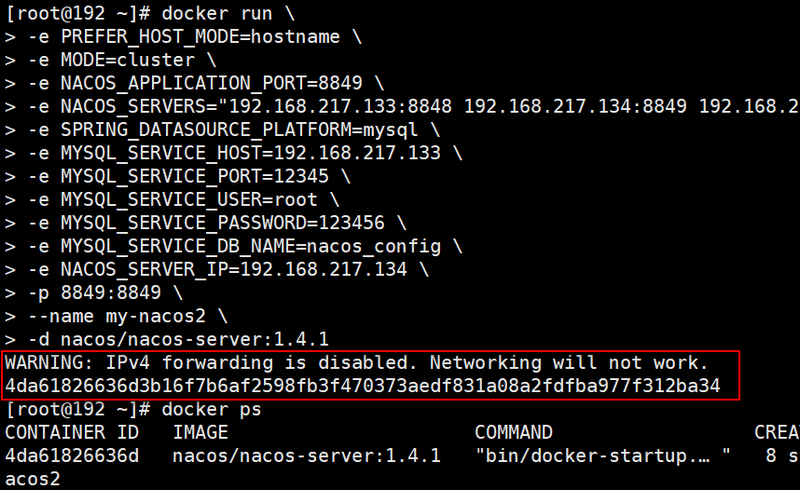 [root@192 ~]# docker run \
> -e PREFER_HOST_MODE=hostname \
> -e MODE=cluster \
> -e NACOS_APPLICATION_PORT=8849 \
> -e NACOS_SERVERS="192.168.217.133:8848 192.168.217.134:8849 192.168.2
> -e SPRING_DATASOURCE_PLATFORM=mysql \
> -e MYSQL_SERVICE_HOST=192.168.217.133 \
> -e MYSQL_SERVICE_PORT=12345 \
> -e MYSQL_SERVICE_USER=root \
> -e MYSQL_SERVICE_PASSWORD=123456 \
> -e MYSQL_SERVICE_DB_NAME=nacos_config \
> -e NACOS_SERVER_IP=192.168.217.134 \
> -p 8849:8849 \
> --name my-nacos2 \
> -d nacos/nacos-server:1.4.1
WARNING: IPv4 forwarding is disabled. Networking will not work.
4da61826636d3b16f7b6af2598fb3f470373aedf831a08a2fdfba977f312ba34
[root@192 ~]# docker ps
CONTAINER ID   IMAGE                      COMMAND                  CREA
4da61826636d   nacos/nacos-server:1.4.1   "bin/docker-startup.… "   8 s
acos2